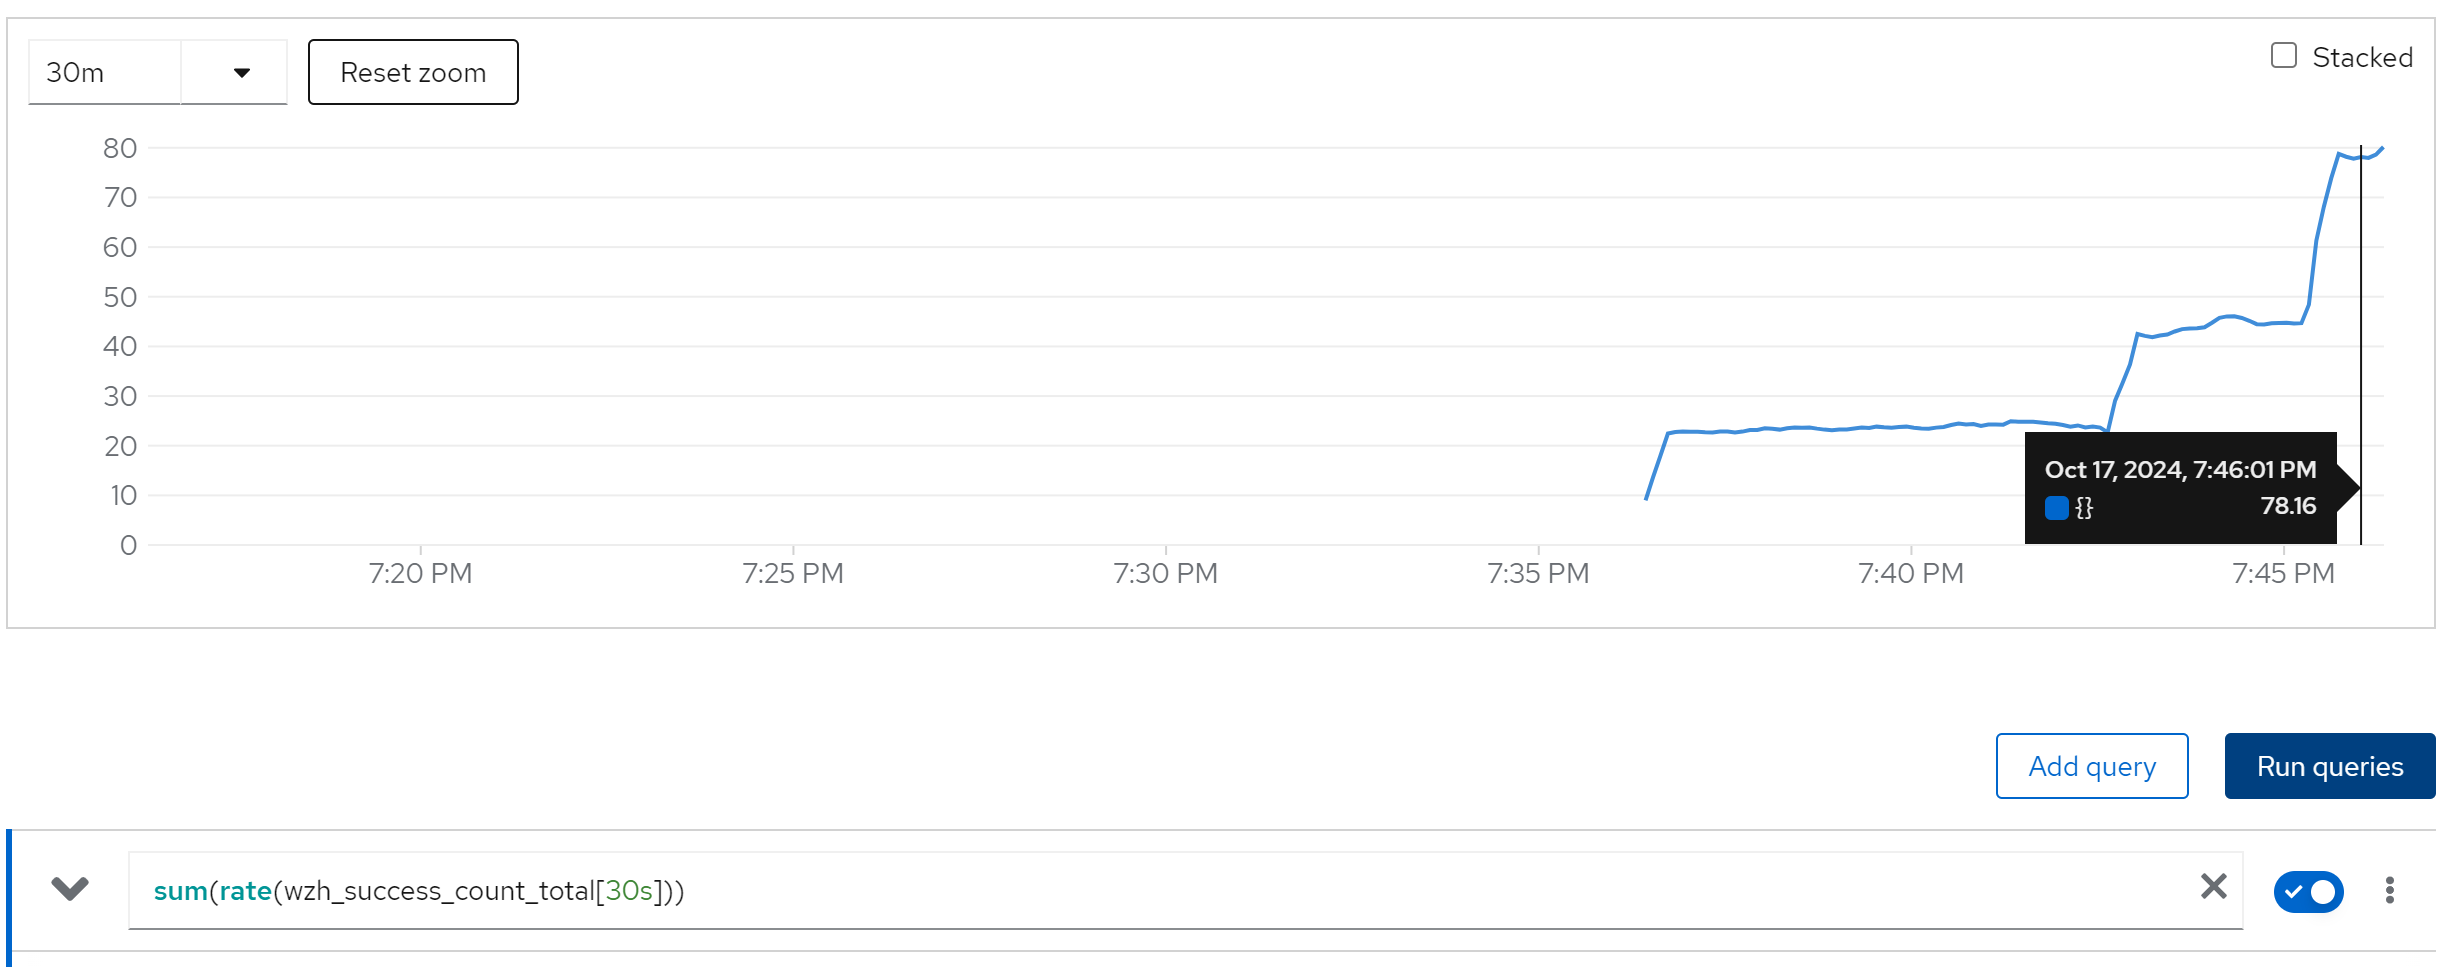 30m
Reset zoom
Stacked
80
70
60
50
40
30
20
10
0
Oct 17, 2024, 7:46:01 PM
{} 78.16
7:20 PM 7:25 PM 7:30 PM 7:35 PM 7:40 PM 7:45 PM
Add query
Run queries
sum(rate(wzh_success_count_total[30s]))